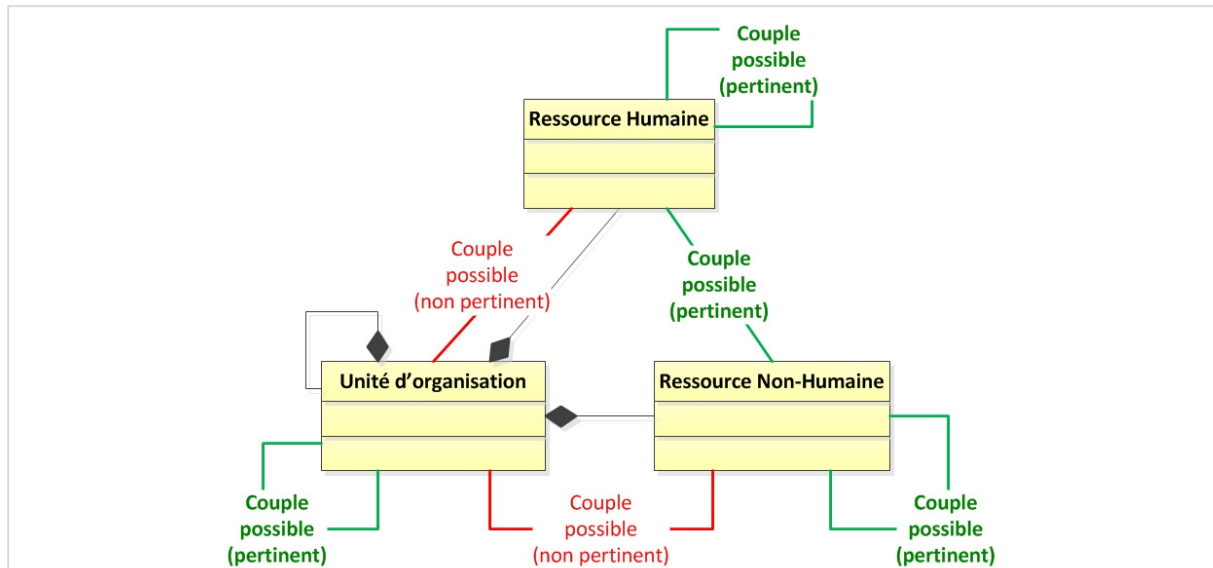 Couple
possible
(pertinent)
Ressource Humaine
Couple
possible
(non pertinent)
Couple
possible
(pertinent)
Unité d’organisation
Ressource Non-Humaine
Couple
possible
(pertinent)
Couple
possible
(non pertinent)
Couple
possible
(pertinent)